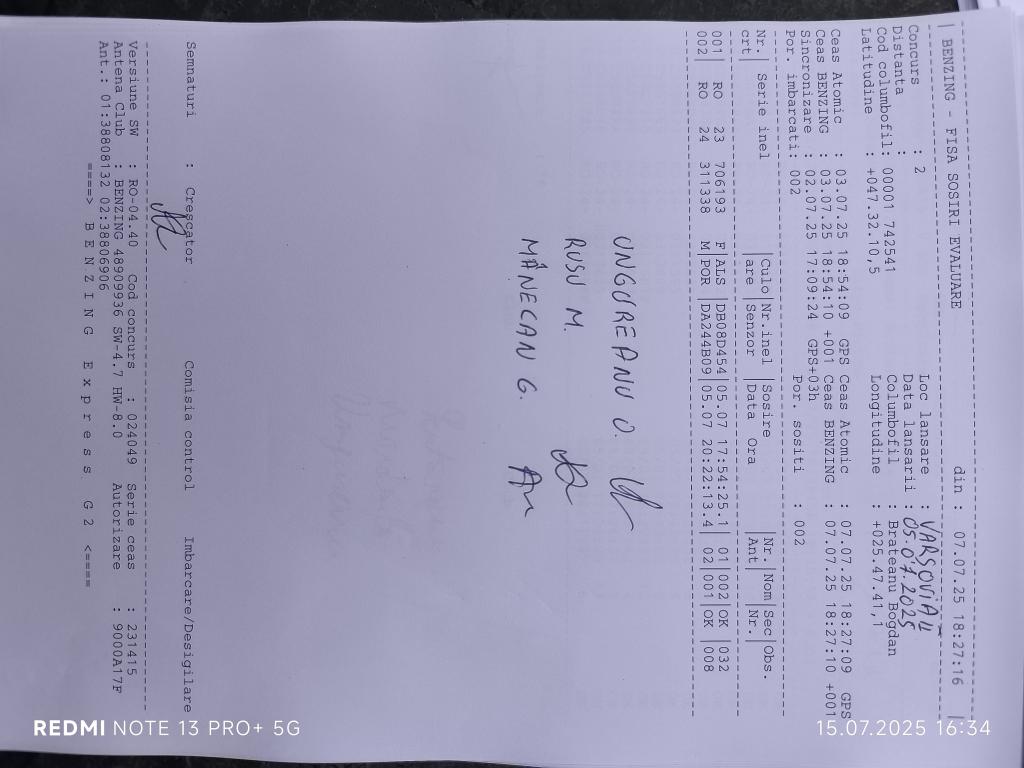 BENZING - FISA SOSIRI EVALUARE din : 07.07.25 18:27:16
Concurs : 2 Loc lansare : VARSOVIA 4
Distanta : Data lansarii : 05.07.2025
Cod columbofil: 00001 742541 Columbofil : Brateanu Bogdan
Latitudine : +047.32.10,5 Longitudine : +025.47.41,1
Ceas Atomic : 03.07.25 18:54:09 GPS Ceas Atomic : 07.07.25 18:27:09 GPS
Ceas BENZING : 03.07.25 18:54:10 +001 Ceas BENZING : 07.07.25 18:27:10 +001
Sincronizare : 02.07.25 17:09:24 GPS+03h
Por. imbarcati: 002 Por. sositi : 002
Nr.| Serie inel |Culo|Nr.inel |Sosire |Nr.|Nom|Sec|Obs.
crt| |are |Senzor |Data Ora |Ant| |Nr.|
001| RO 23 706193 F|ALS |DB08D454|05.07 17:54:25.1| 01|002|OK |032
002| RO 24 311338 M|POR |DA244B09|05.07 20:22:13.4| 02|001|OK |008
UNGUREANU O.
RUSU M.
MĂNECAN G.
Semnaturi : Crescator Comisia control Imbarcare/Desigilare
Versiune SW : RO-04.40 Cod concurs : 024049 Serie ceas : 231415
Antena Club : BENZING 48909936 SW-4.7 HW-8.0 Autorizare : 9000A17F
Ant.: 01:38808132 02:38806906
====> B E N Z I N G E x p r e s s G 2 <====
REDMI NOTE 13 PRO+ 5G
15.07.2025 16:34